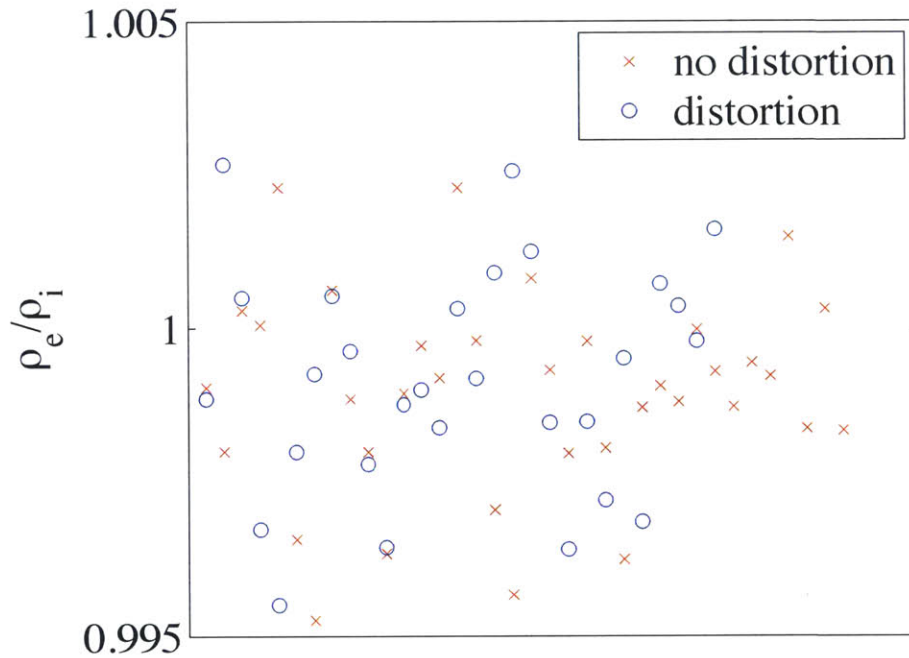 1.005
no distortion
distortion
ρe/ρi
1
0.995